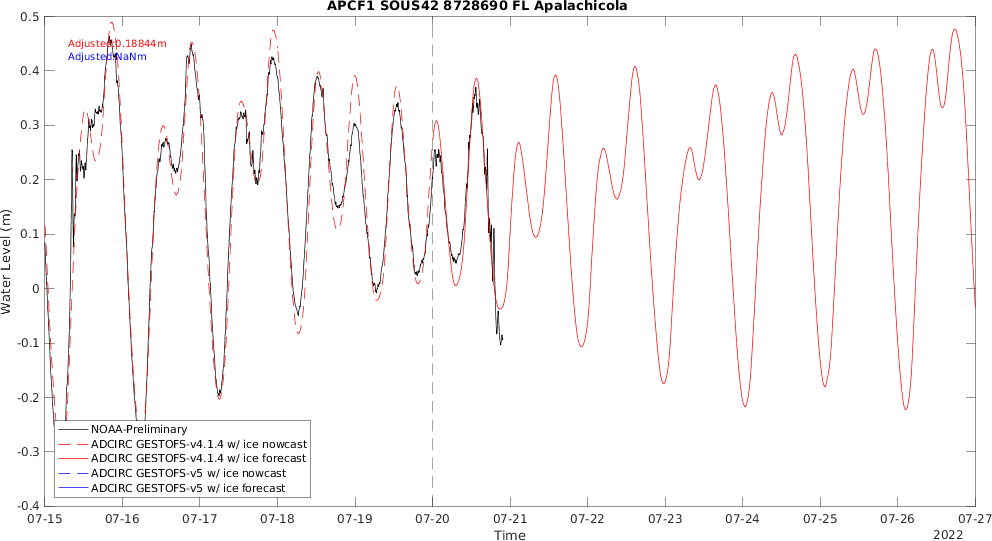 APCF1 SOUS42 8728690 FL Apalachicola
0.5
Adjusted:0.18844m
Adjusted:NaNm
0.4
0.3
0.2
0.1
0
-0.1
-0.2
-0.3
-0.4
Water Level (m)
NOAA-Preliminary
ADCIRC GESTOFS-v4.1.4 w/ ice nowcast
ADCIRC GESTOFS-v4.1.4 w/ ice forecast
ADCIRC GESTOFS-v5 w/ ice nowcast
ADCIRC GESTOFS-v5 w/ ice forecast
07-15 07-16 07-17 07-18 07-19 07-20 07-21 07-22 07-23 07-24 07-25 07-26 07-27
Time
2022